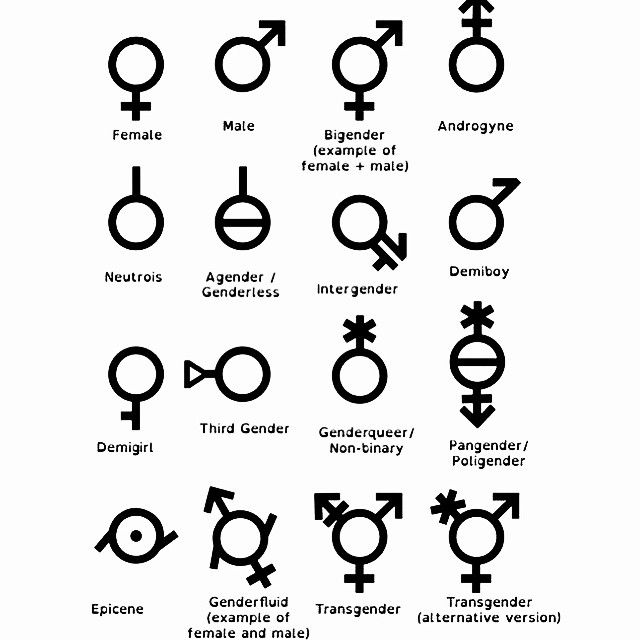 Female
Male
Bigender
(example of
female + male)
Androgyne
Neutrois
Agender /
Genderless
Intergender
Demiboy
Demigirl
Third Gender
Genderqueer/
Non-binary
Pangender/
Poligender
Epicene
Genderfluid
(example of
female and male)
Transgender
Transgender
(alternative version)